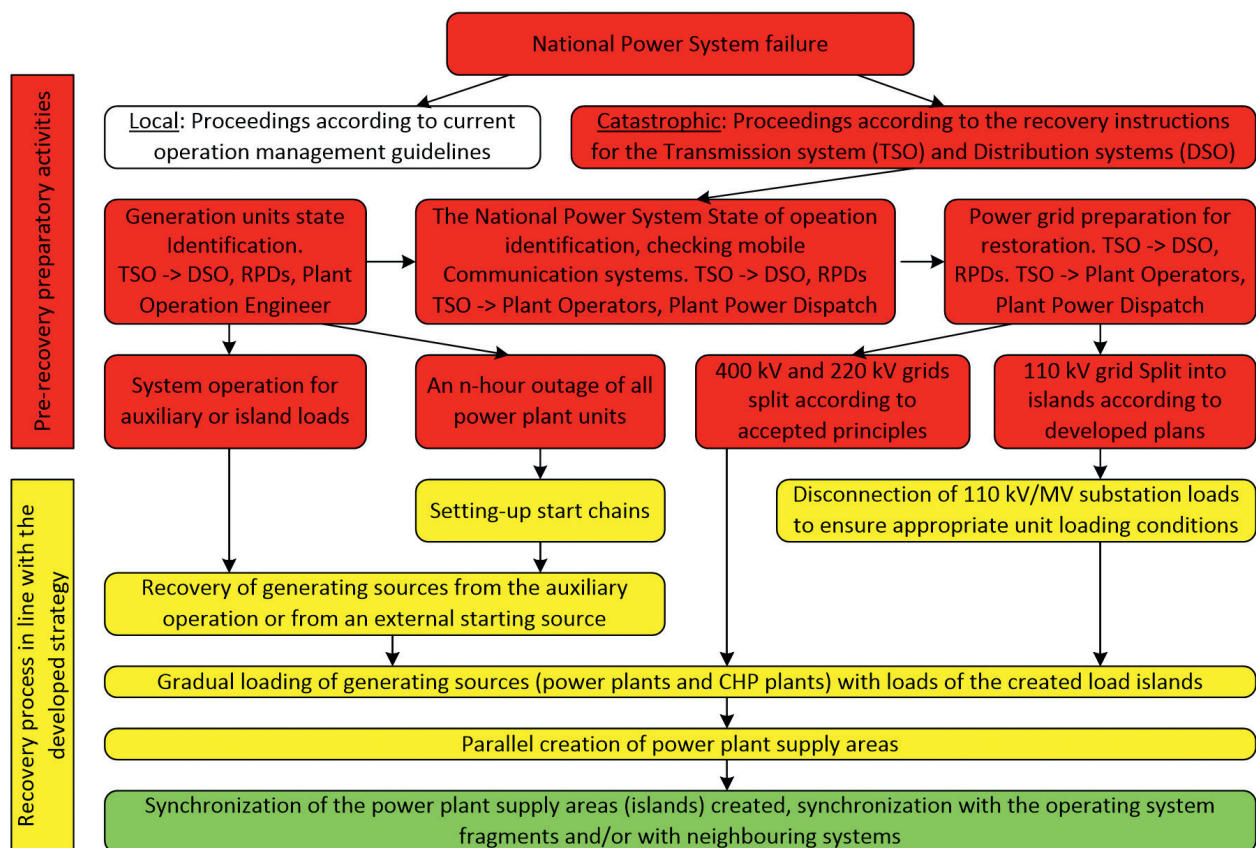 National Power System failure
Pre-recovery preparatory activities
Local: Proceedings according to current
operation management guidelines
Catastrophic: Proceedings according to the recovery instructions
for the Transmission system (TSO) and Distribution systems (DSO)
Generation units state
Identification.
TSO -> DSO, RPDs, Plant
Operation Engineer
The National Power System State of opeation
identification, checking mobile
Communication systems. TSO -> DSO, RPDs
TSO -> Plant Operators, Plant Power Dispatch
Power grid preparation for
restoration. TSO -> DSO,
RPDs. TSO -> Plant Operators,
Plant Power Dispatch
System operation for
auxiliary or island loads
An n-hour outage of all
power plant units
400 kV and 220 kV grids
split according to
accepted principles
110 kV grid Split into
islands according to
developed plans
Recovery process in line with the
developed strategy
Setting-up start chains
Disconnection of 110 kV/MV substation loads
to ensure appropriate unit loading conditions
Recovery of generating sources from the auxiliary
operation or from an external starting source
Gradual loading of generating sources (power plants and CHP plants) with loads of the created load islands
Parallel creation of power plant supply areas
Synchronization of the power plant supply areas (islands) created, synchronization with the operating system
fragments and/or with neighbouring systems